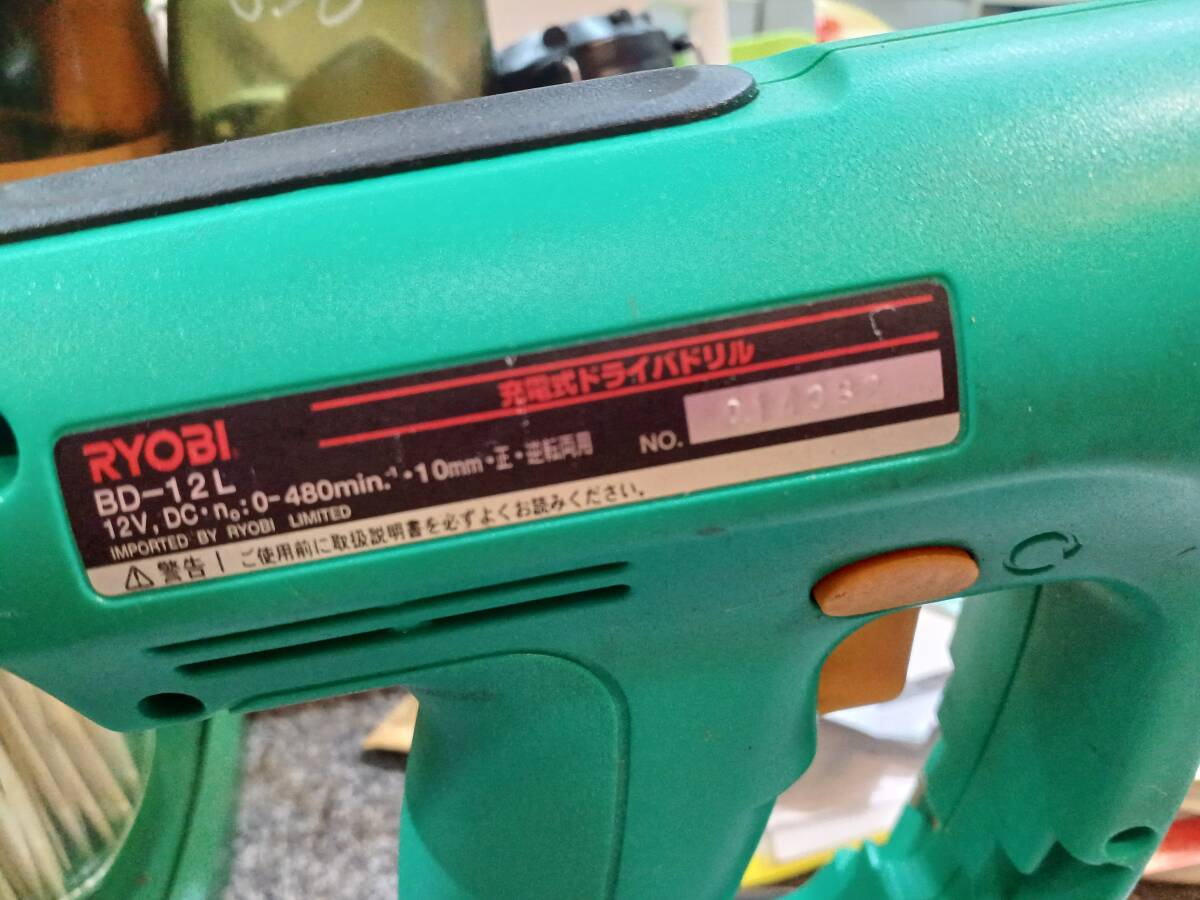 充電式ドライバドリル
RYOBI
BD-12L
12V, DC・n₀:0-480min.⁻¹・10mm・正・逆転両用
NO.
IMPORTED BY RYOBI LIMITED
⚠ 警告 | ご使用前に取扱説明書を必ずよくお読みください。